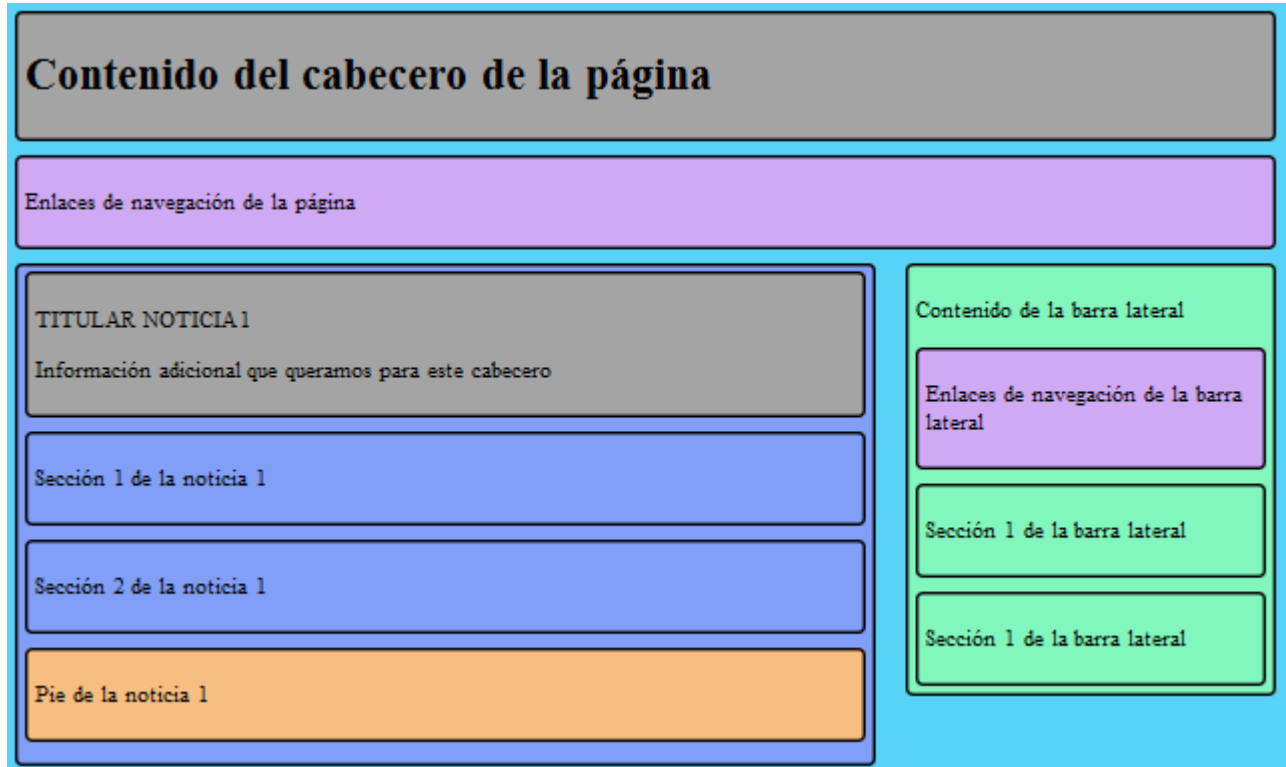 Contenido del cabecero de la página
Enlaces de navegación de la página
TITULAR NOTICIA 1
Información adicional que queramos para este cabecero
Sección 1 de la noticia 1
Sección 2 de la noticia 1
Pie de la noticia 1
Contenido de la barra lateral
Enlaces de navegación de la barra
lateral
Sección 1 de la barra lateral
Sección 1 de la barra lateral